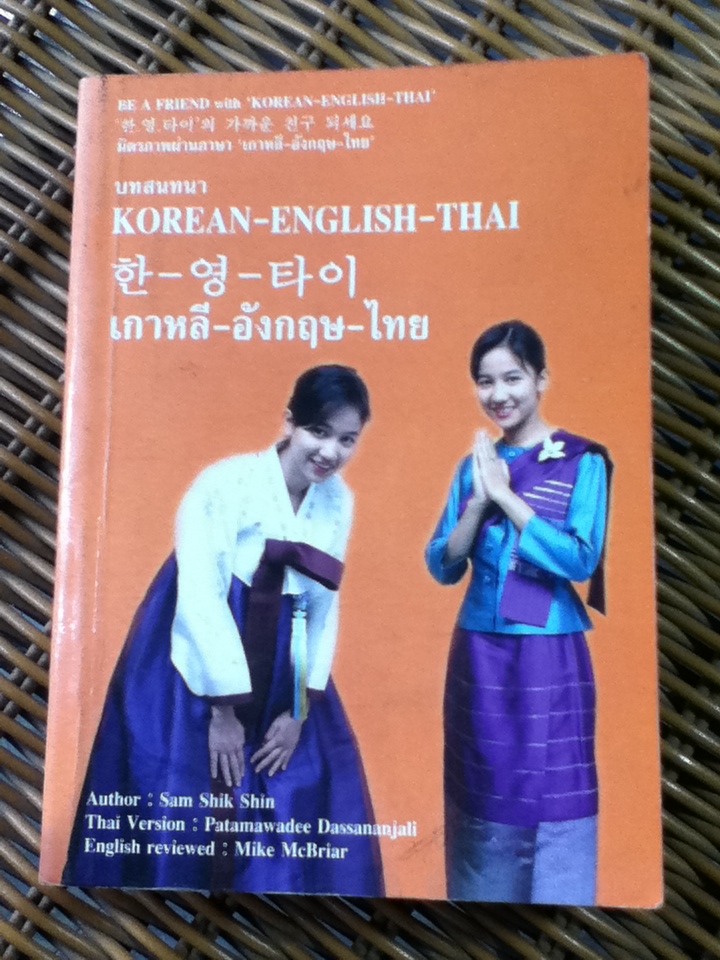 BE A FRIEND with 'KOREAN-ENGLISH-THAI'
'한.영.타이'의 가까운 친구 되세요
มิตรภาพผ่านภาษา 'เกาหลี-อังกฤษ-ไทย'
บทสนทนา
KOREAN-ENGLISH-THAI
한-영-타이
เกาหลี-อังกฤษ-ไทย
Author : Sam Shik Shin
Thai Version : Patamawadee Dassananjali
English reviewed : Mike McBriar